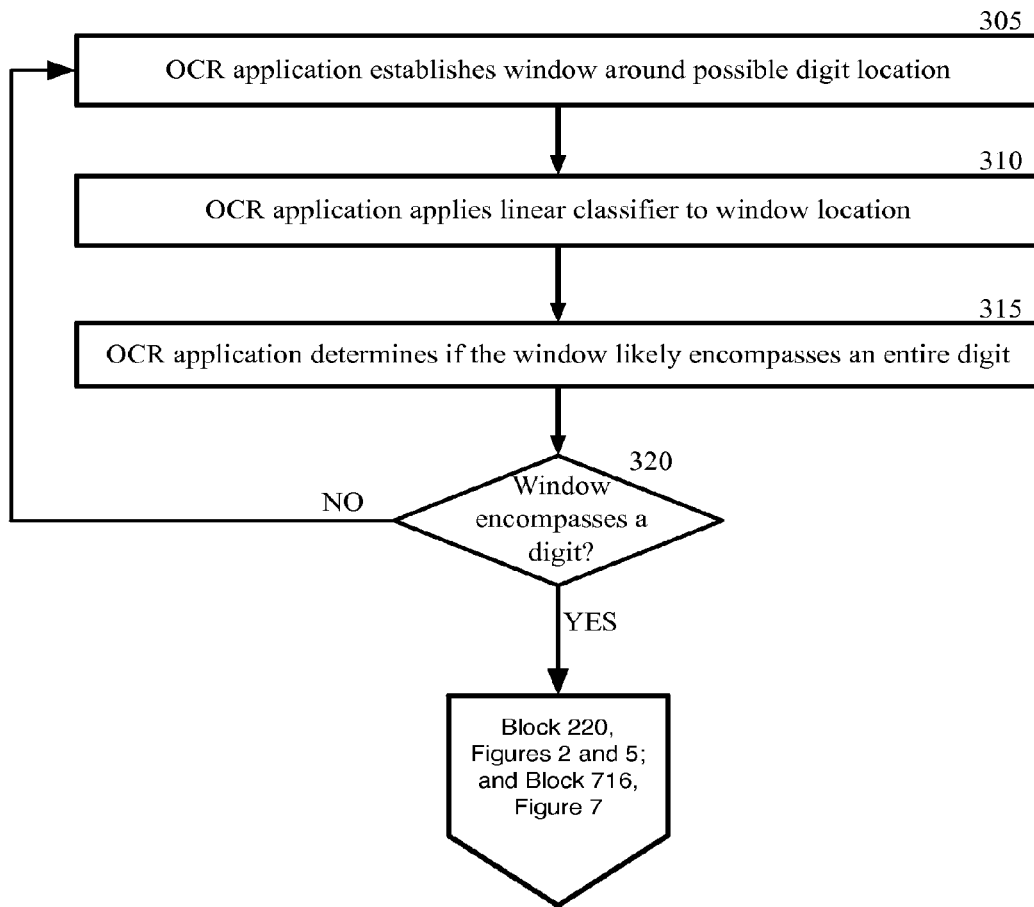 305
OCR application establishes window around possible digit location
310
OCR application applies linear classifier to window location
315
OCR application determines if the window likely encompasses an entire digit
320
Window
encompasses a
digit?
NO
YES
Block 220,
Figures 2 and 5;
and Block 716,
Figure 7